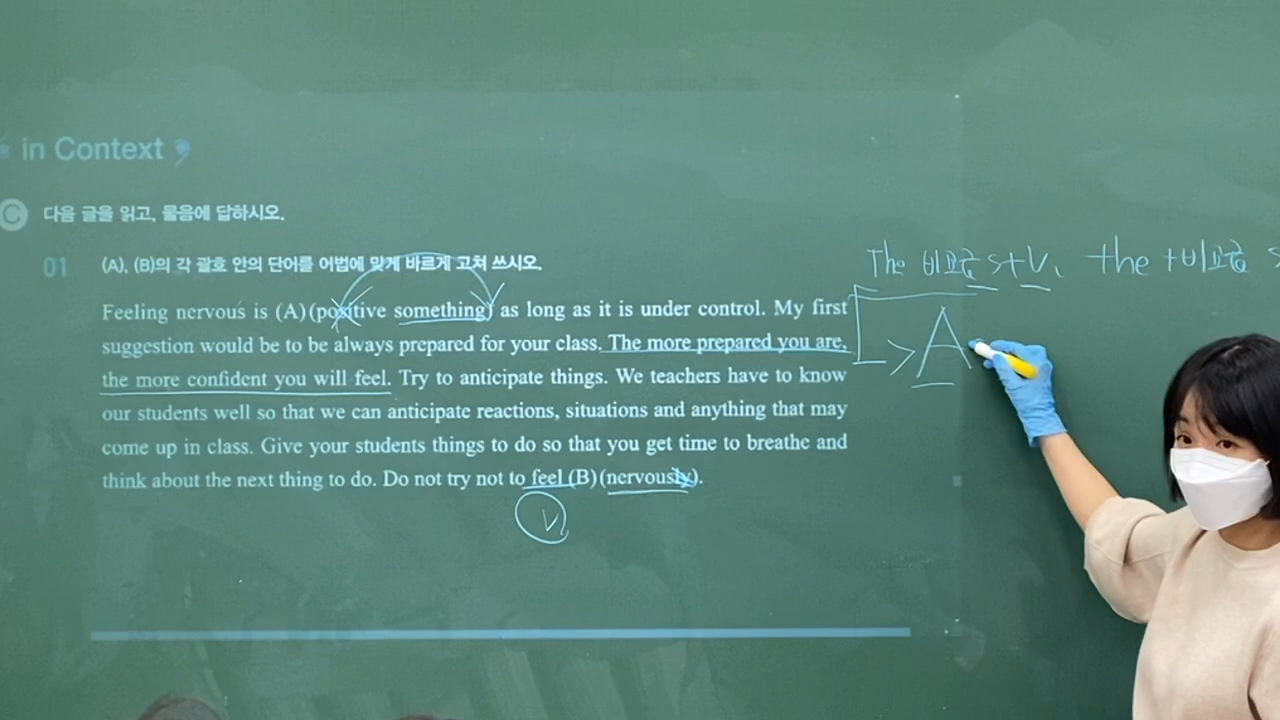 in Context
C 다음 글을 읽고, 물음에 답하시오.
01 (A), (B)의 각 괄호 안의 단어를 어법에 맞게 바르게 고쳐 쓰시오.
Feeling nervous is (A)(positive something) as long as it is under control. My first
suggestion would be to be always prepared for your class. The more prepared you are,
the more confident you will feel. Try to anticipate things. We teachers have to know
our students well so that we can anticipate reactions, situations and anything that may
come up in class. Give your students things to do so that you get time to breathe and
think about the next thing to do. Do not try not to feel (B)(nervously).
V
The 비교급 S+V, the +비교급 S
A